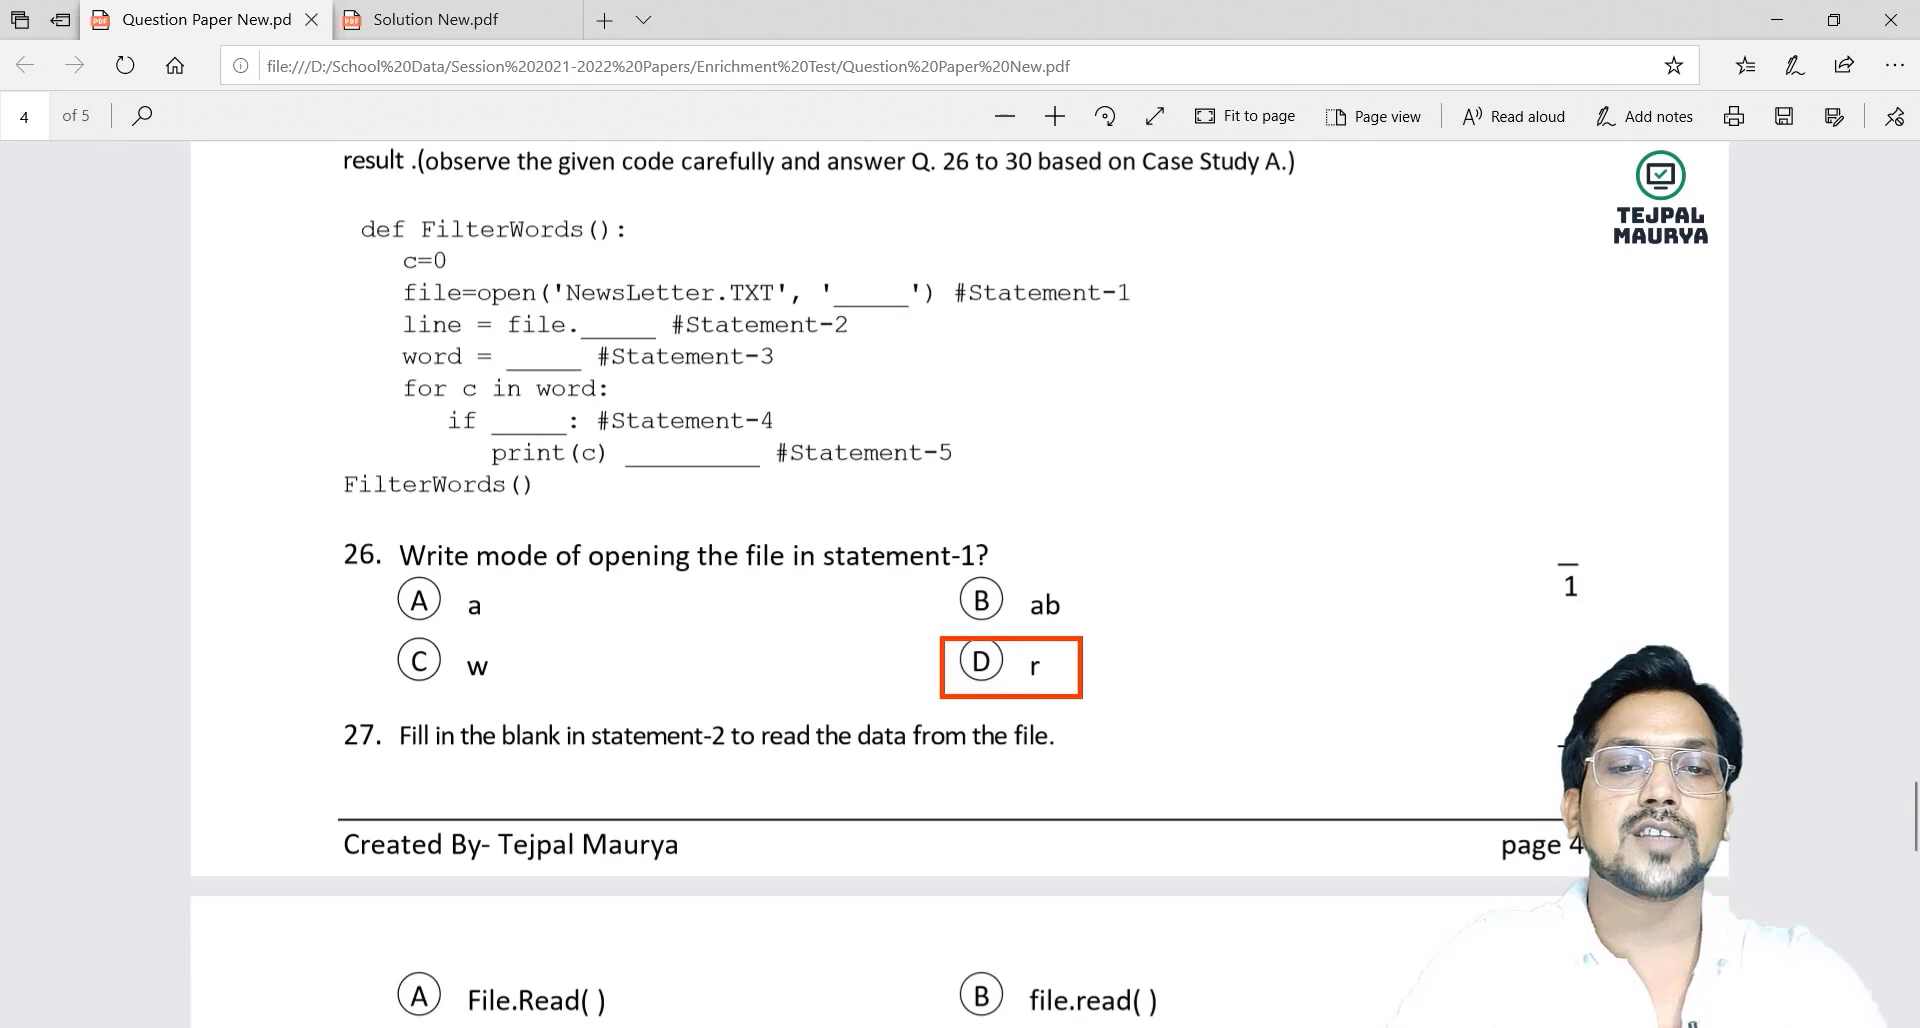 Question Paper New.pd
Solution New.pdf
file:///D:/School%20Data/Session%202021-2022%20Papers/Enrichment%20Test/Question%20Paper%20New.pdf
4 of 5
Fit to page
Page view
Read aloud
Add notes
result .(observe the given code carefully and answer Q. 26 to 30 based on Case Study A.)
TEJPAL
MAURYA
def FilterWords():
c=0
file=open('NewsLetter.TXT', '_____') #Statement-1
line = file._____ #Statement-2
word = _____ #Statement-3
for c in word:
if _____: #Statement-4
print(c) _________ #Statement-5
FilterWords()
26. Write mode of opening the file in statement-1?
1
A a
B ab
C w
D r
27. Fill in the blank in statement-2 to read the data from the file.
Created By- Tejpal Maurya
page 4
A File.Read( )
B file.read( )